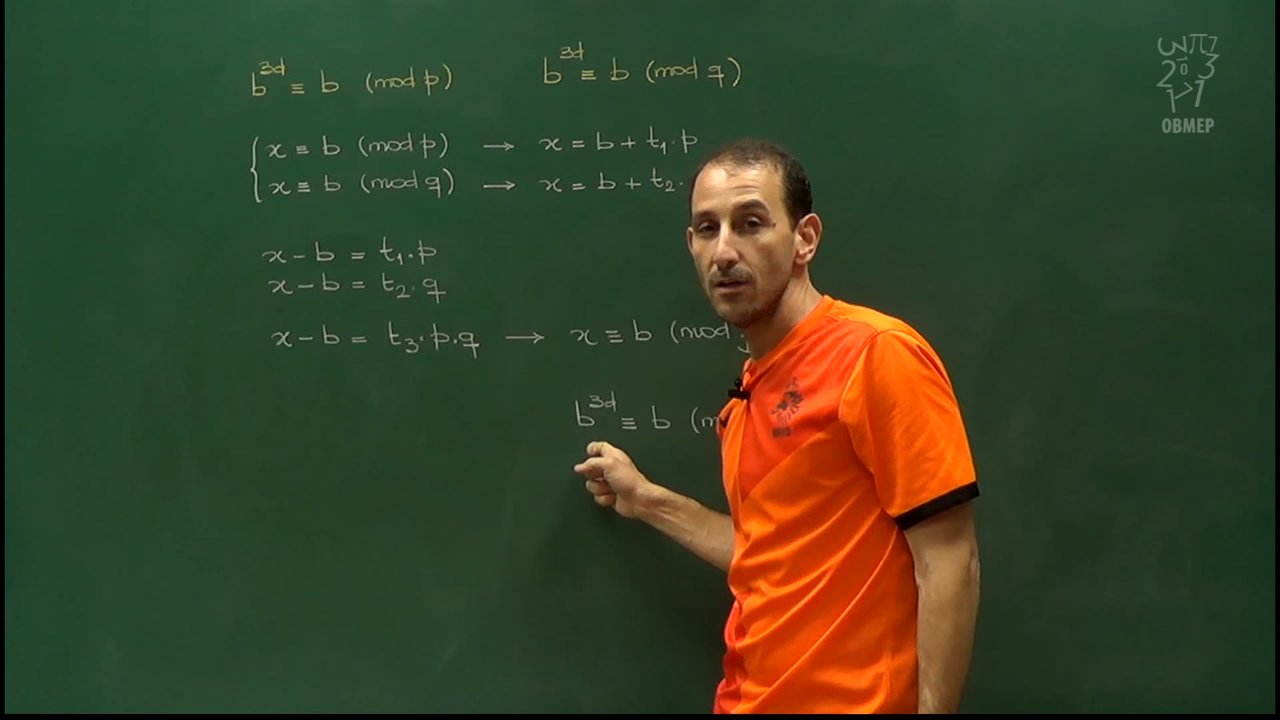 b^3d ≡ b (mod p) b^3d ≡ b (mod q)
x ≡ b (mod p) → x = b + t₁.p
x ≡ b (mod q) → x = b + t₂.
x - b = t₁.p
x - b = t₂.q
x - b = t₃.p.q → x ≡ b (mod
b^3d ≡ b
OBMEP